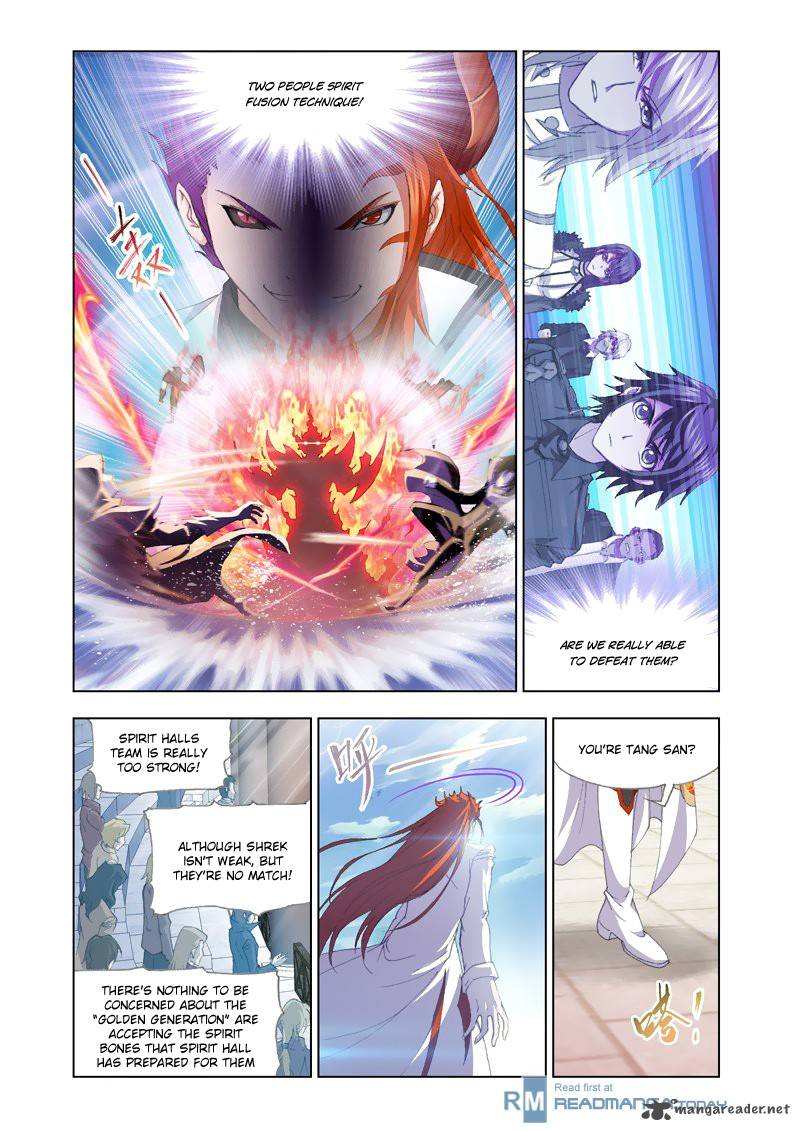 TWO PEOPLE SPIRIT
FUSION TECHNIQUE!
ARE WE REALLY ABLE
TO DEFEAT THEM?
SPIRIT HALLS
TEAM IS REALLY
TOO STRONG!
ALTHOUGH SHREK
ISN'T WEAK, BUT
THEY'RE NO MATCH!
THERE'S NOTHING TO BE
CONCERNED ABOUT THE
"GOLDEN GENERATION" ARE
ACCEPTING THE SPIRIT
BONES THAT SPIRIT HALL
HAS PREPARED FOR THEM
呼
YOU'RE TANG SAN?
嗒!
RM
Read first at
READMANGA TODAY
mangareader.net